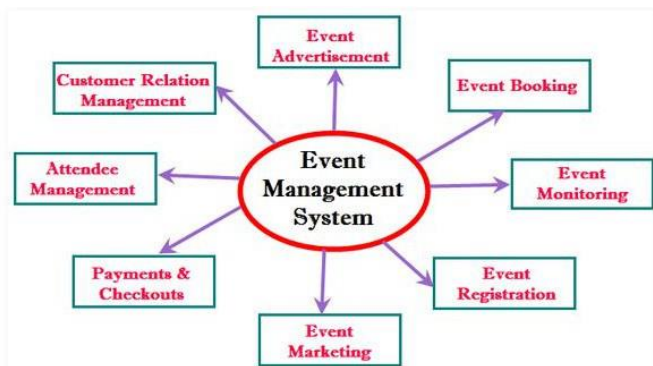 Event
Advertisement
Customer Relation
Management
Event Booking
Event
Management
System
Attendee
Management
Event
Monitoring
Payments &
Checkouts
Event
Registration
Event
Marketing